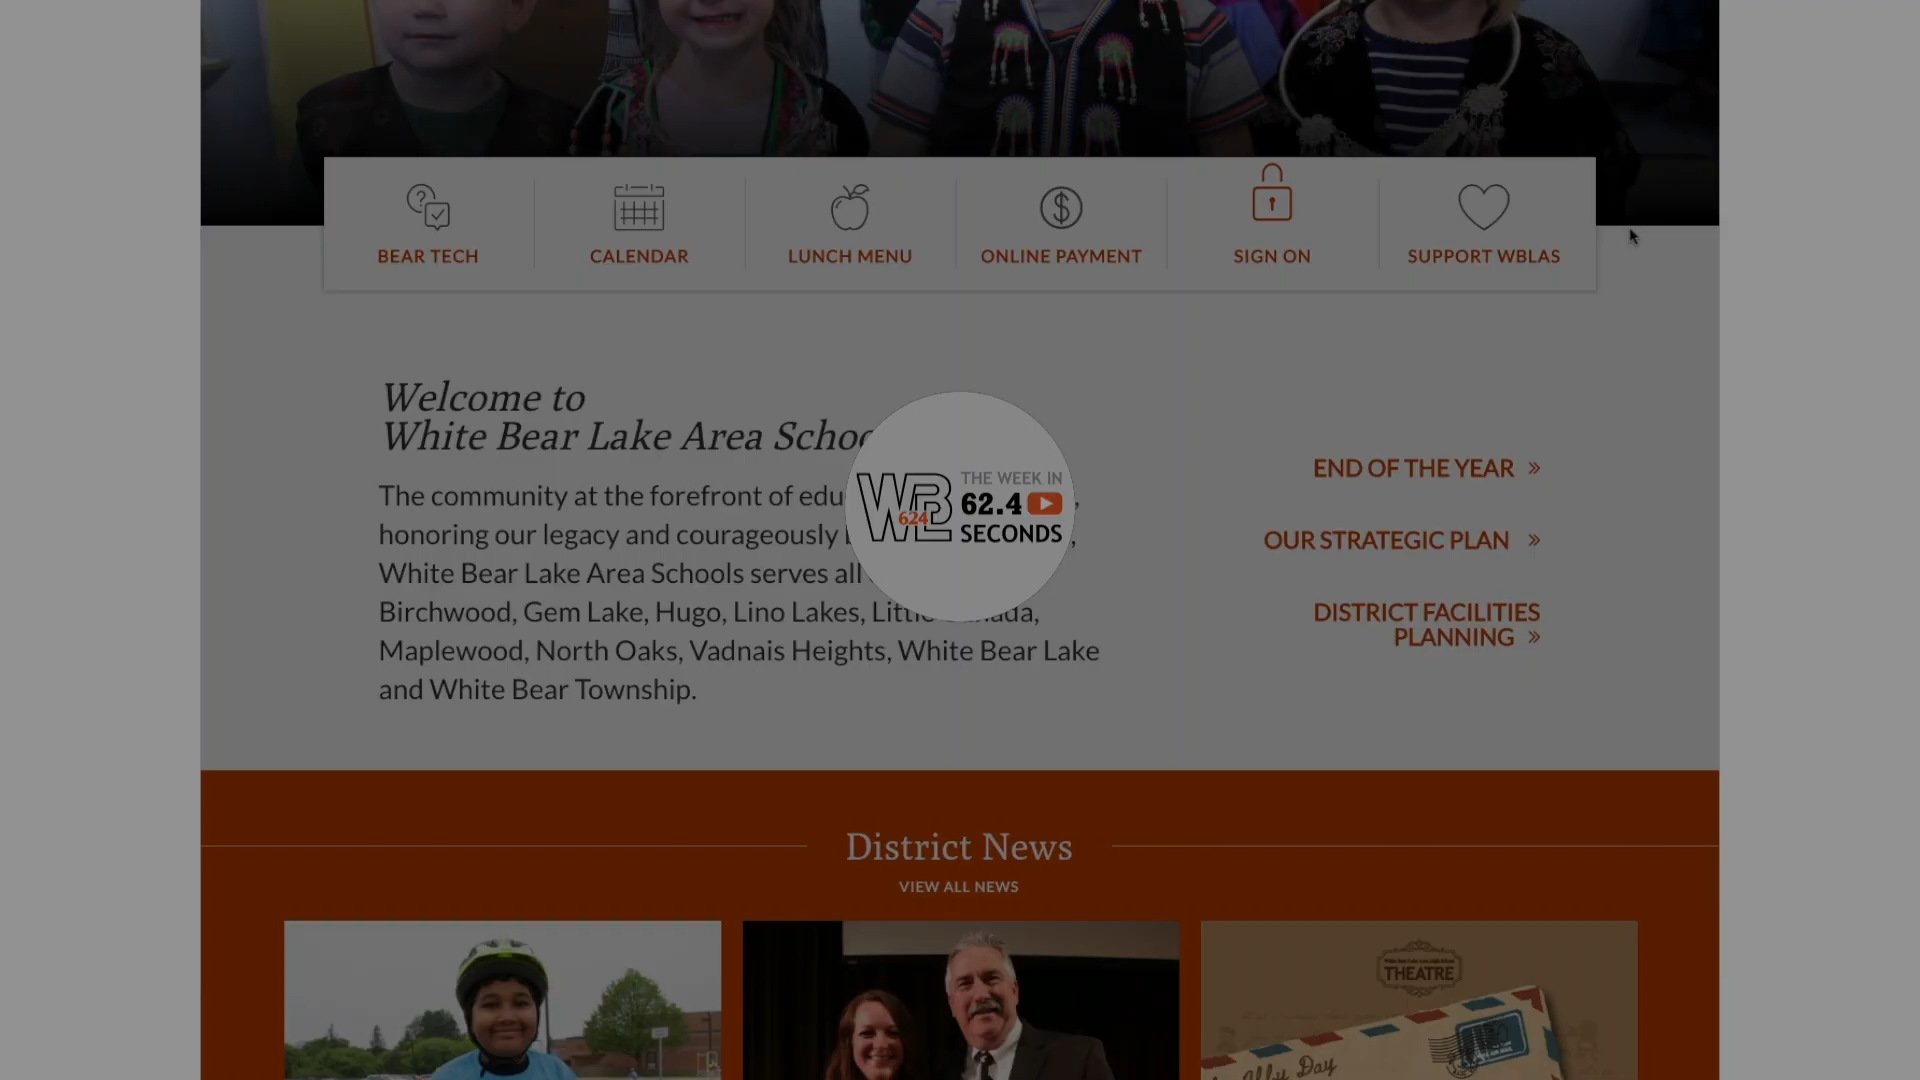 BEAR TECH
CALENDAR
LUNCH MENU
ONLINE PAYMENT
SIGN ON
SUPPORT WBLAS
Welcome to
White Bear Lake Area
The community at the forefront of
honoring our legacy and courageously
White Bear Lake Area Schools serves all
Birchwood, Gem Lake, Hugo, Lino Lakes,
Maplewood, North Oaks, Vadnais Heights, White Bear Lake
and White Bear Township.
THE WEEK IN
WBL 624
62.4
SECONDS
END OF THE YEAR »
OUR STRATEGIC PLAN »
DISTRICT FACILITIES
PLANNING »
District News
VIEW ALL NEWS
THEATRE
Day